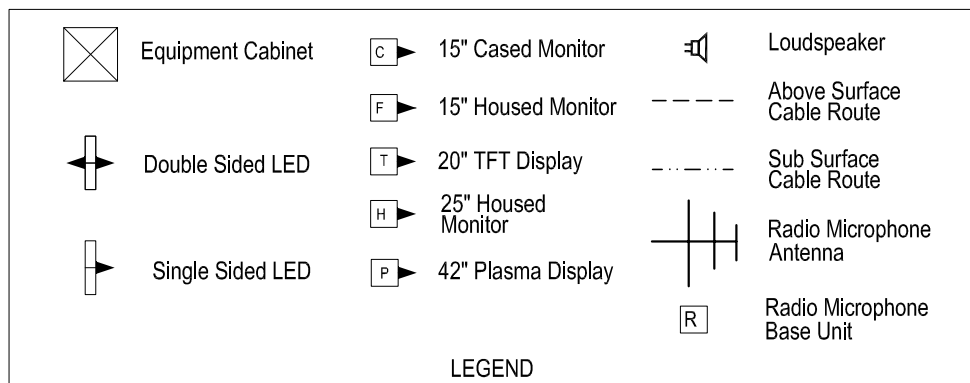 Equipment Cabinet
Double Sided LED
Single Sided LED
C 15" Cased Monitor
F 15" Housed Monitor
T 20" TFT Display
H 25" Housed
Monitor
P 42" Plasma Display
Loudspeaker
Above Surface
Cable Route
Sub Surface
Cable Route
Radio Microphone
Antenna
R Radio Microphone
Base Unit
LEGEND